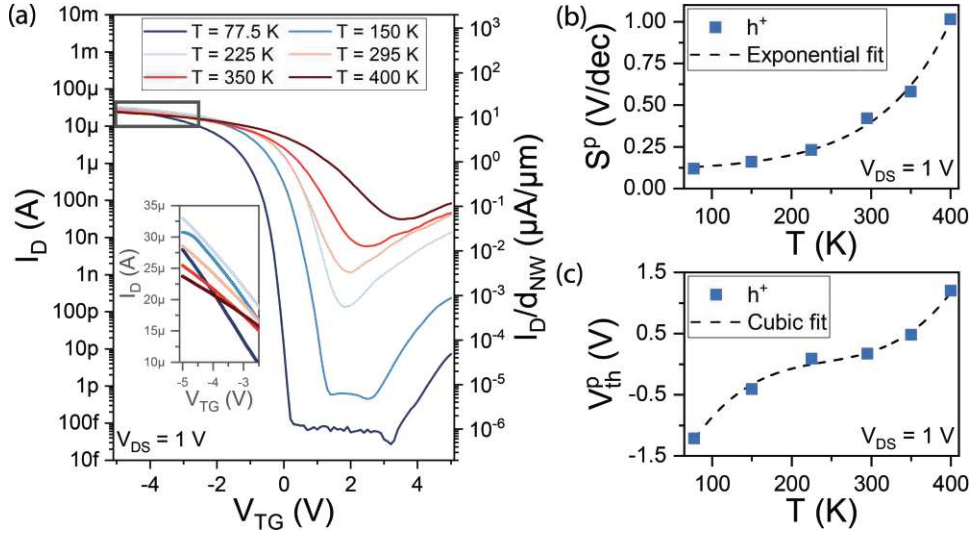 (a)
1m
100µ
10µ
1µ
100n
10n
1n
100p
10p
1p
100f
10f
I_D (A)
T = 77.5 K T = 150 K
T = 225 K T = 295 K
T = 350 K T = 400 K
10^3
10^2
10^1
10^0
10^-1
10^-2
10^-3
10^-4
10^-5
10^-6
I_D/d_NW (µA/µm)
35µ
30µ
25µ
20µ
15µ
10µ
I_D (A)
-5 -4 -3
V_TG (V)
V_DS = 1 V
-4 -2 0 2 4
V_TG (V)
(b)
1.00
0.75
0.50
0.25
0.00
S^p (V/dec)
h^+
Exponential fit
V_DS = 1 V
100 200 300 400
T (K)
(c)
1.5
0.5
-0.5
-1.5
V_th^p (V)
h^+
Cubic fit
V_DS = 1 V
100 200 300 400
T (K)